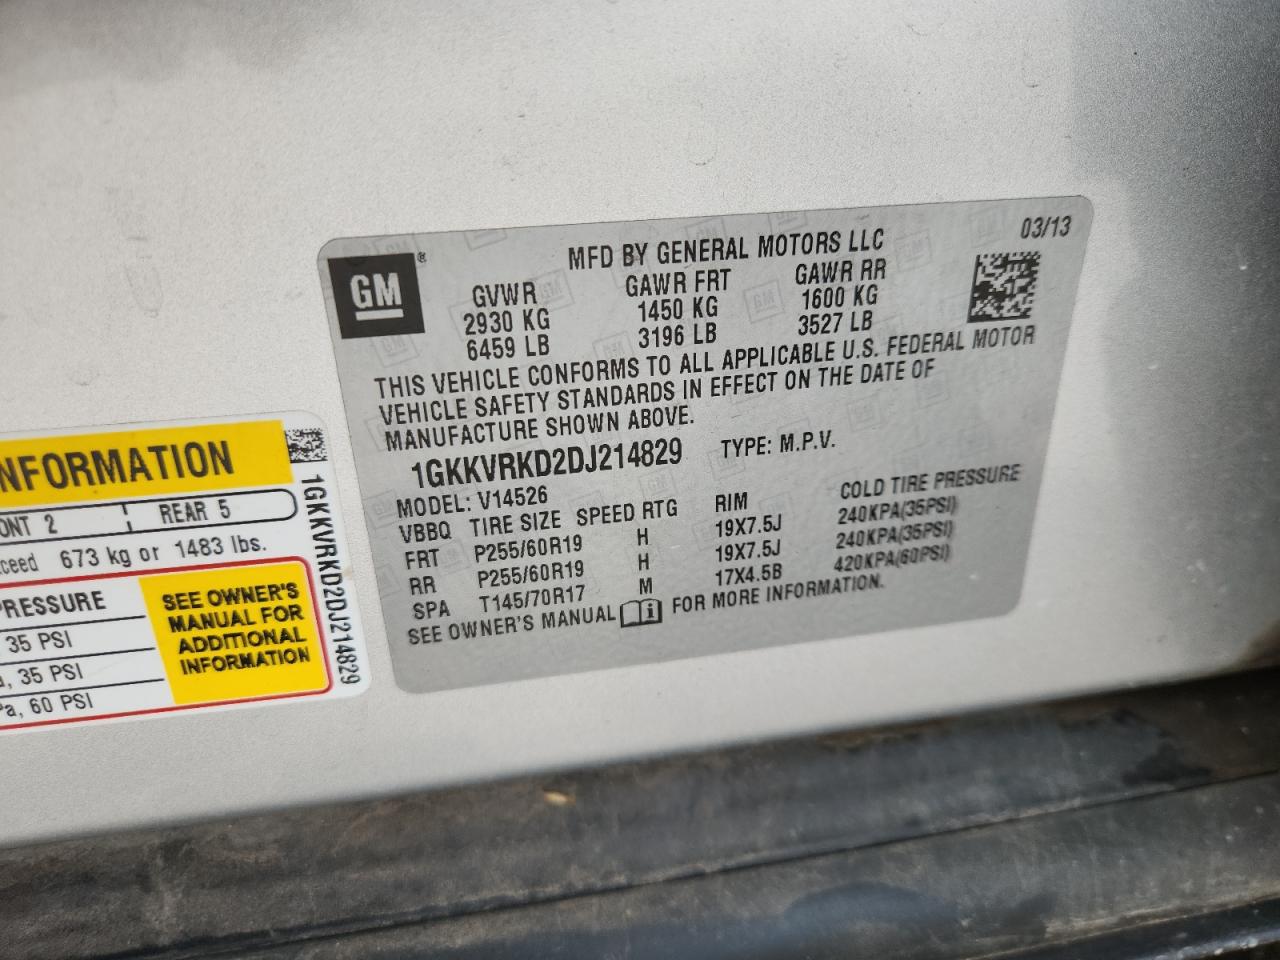 GM
®
MFD BY GENERAL MOTORS LLC
03/13
GVWR GAWR FRT GAWR RR
2930 KG 1450 KG 1600 KG
6459 LB 3196 LB 3527 LB
THIS VEHICLE CONFORMS TO ALL APPLICABLE U.S. FEDERAL MOTOR
VEHICLE SAFETY STANDARDS IN EFFECT ON THE DATE OF
MANUFACTURE SHOWN ABOVE.
1GKKVRKD2DJ214829 TYPE: M.P.V.
MODEL: V14526
VBBQ TIRE SIZE SPEED RTG RIM COLD TIRE PRESSURE
FRT P255/60R19 H 19X7.5J 240KPA(35PSI)
RR P255/60R19 H 19X7.5J 240KPA(35PSI)
SPA T145/70R17 M 17X4.5B 420KPA(60PSI)
SEE OWNER'S MANUAL i FOR MORE INFORMATION.
NFORMATION
ONT 2 REAR 5
ceed 673 kg or 1483 lbs.
PRESSURE
35 PSI
a, 35 PSI
Pa, 60 PSI
SEE OWNER'S
MANUAL FOR
ADDITIONAL
INFORMATION
1GKKVRKD2DJ214829